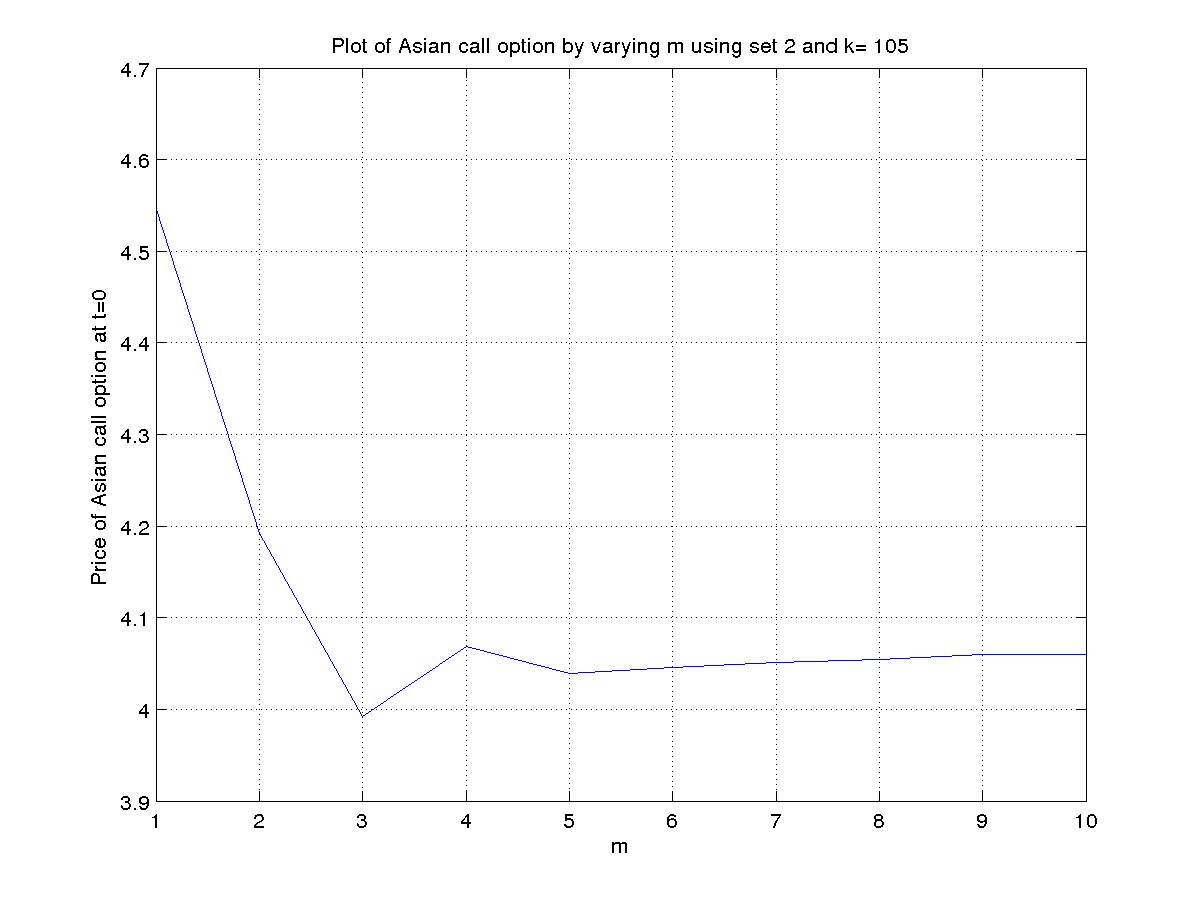 Plot of Asian call option by varying m using set 2 and k= 105
4.7
4.6
4.5
4.4
4.3
4.2
4.1
4
3.9
Price of Asian call option at t=0
1 2 3 4 5 6 7 8 9 10
m